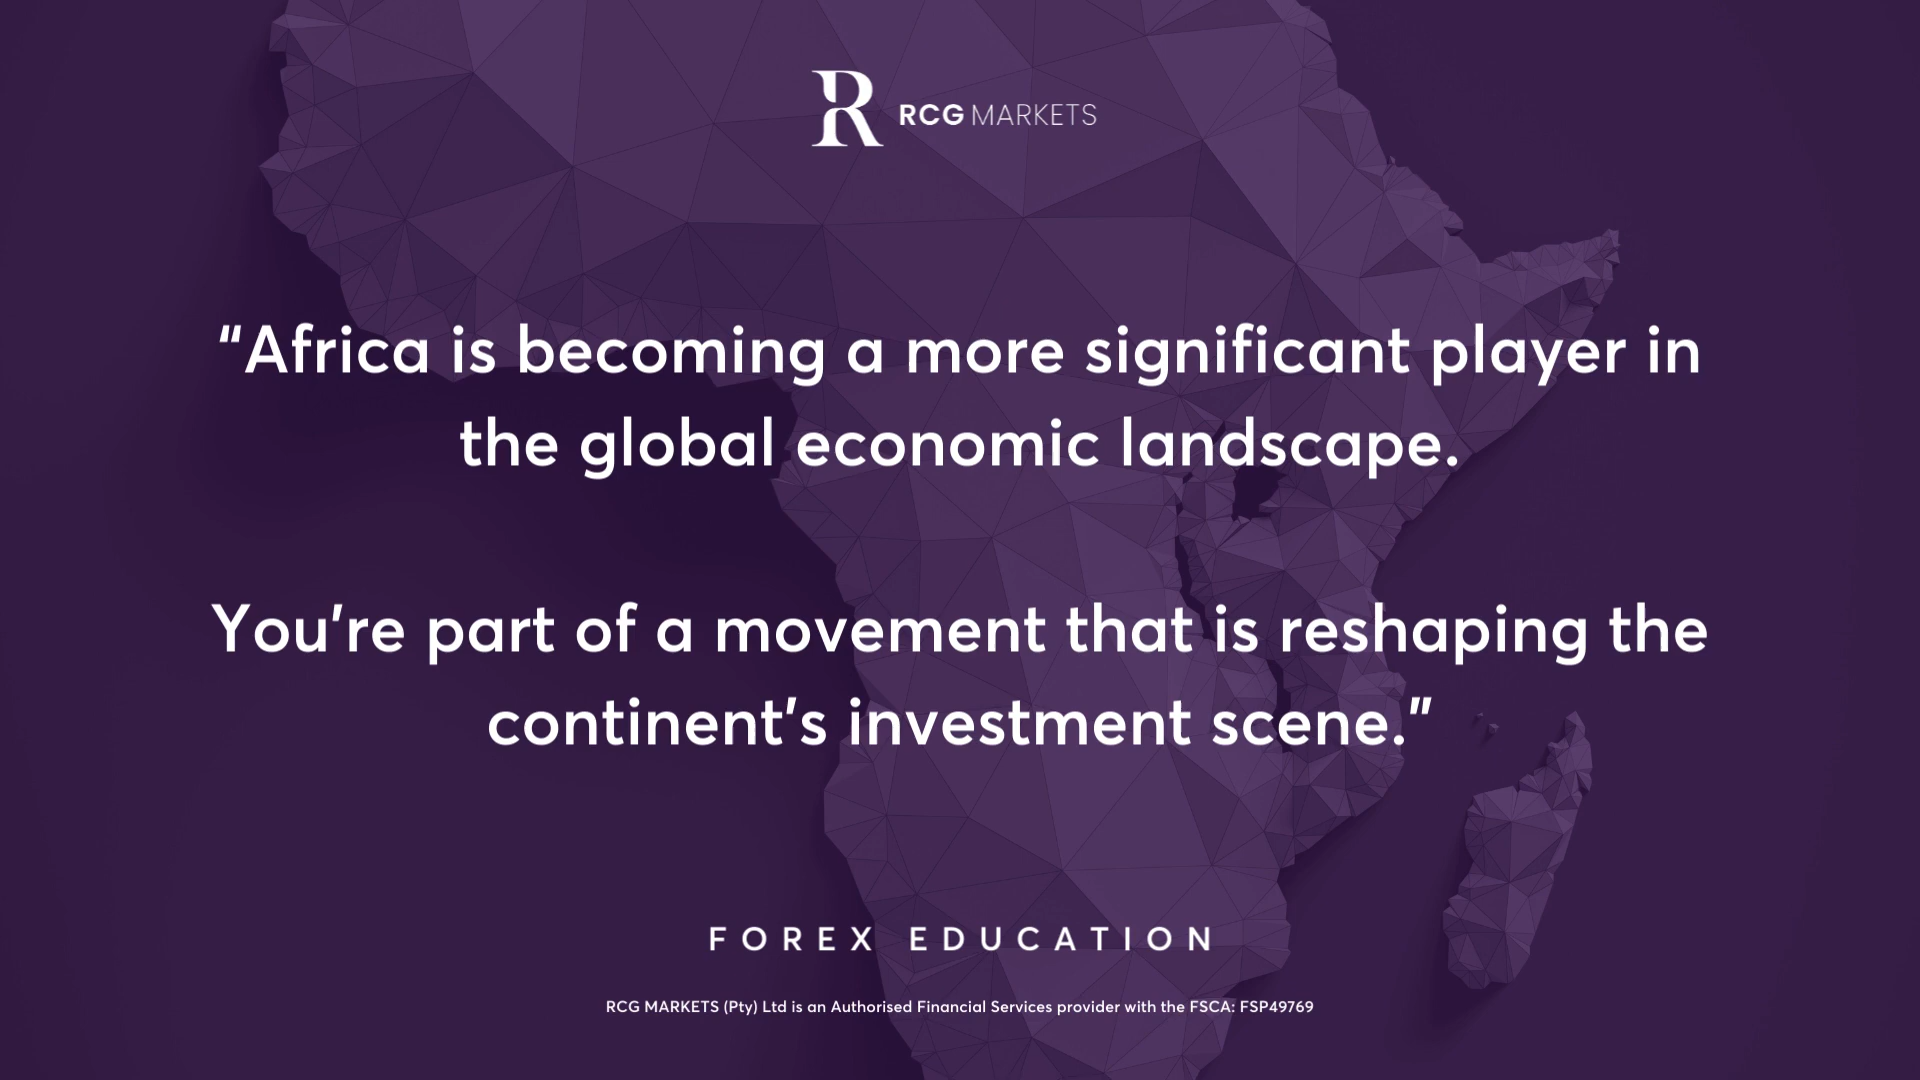 RCG MARKETS
“Africa is becoming a more significant player in
the global economic landscape.
You’re part of a movement that is reshaping the
continent’s investment scene.”
FOREX EDUCATION
RCG MARKETS (Pty) Ltd is an Authorised Financial Services provider with the FSCA: FSP49769